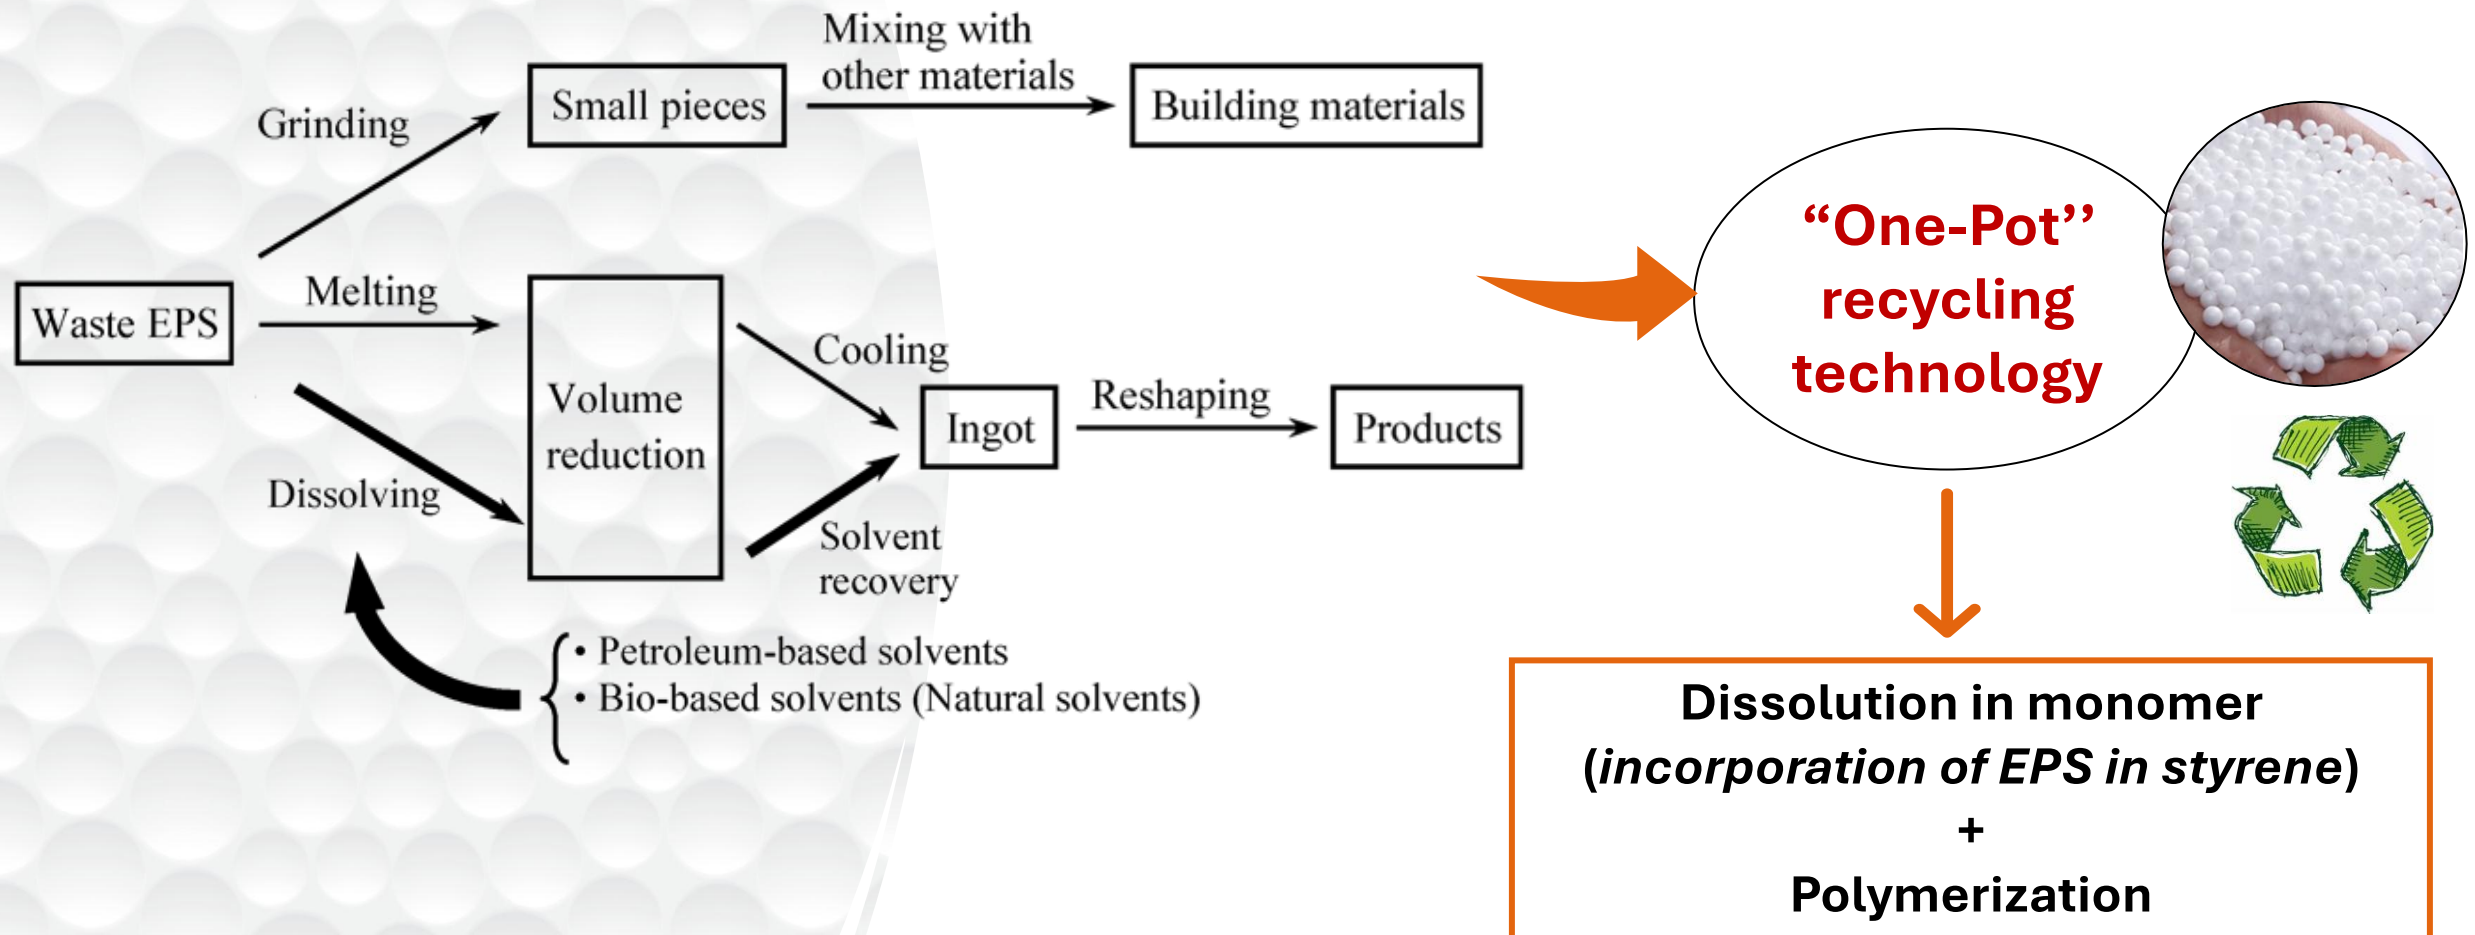 Mixing with
other materials
Grinding
Small pieces
Building materials
Waste EPS
Melting
Volume
reduction
Cooling
Ingot
Reshaping
Products
Dissolving
Solvent
recovery
• Petroleum-based solvents
• Bio-based solvents (Natural solvents)
“One-Pot’’
recycling
technology
Dissolution in monomer
(incorporation of EPS in styrene)
+
Polymerization